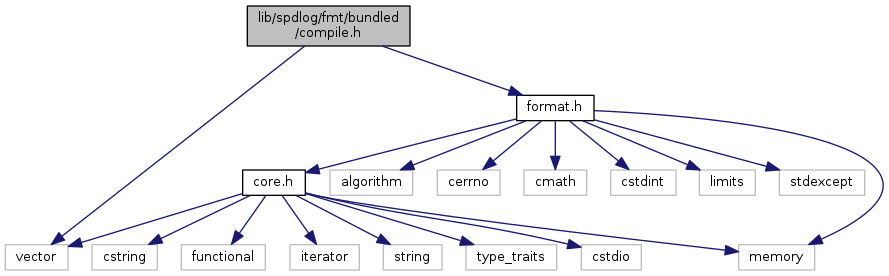 lib/spdlog/fmt/bundled
/compile.h
format.h
core.h
algorithm
cerrno
cmath
cstdint
limits
stdexcept
vector
cstring
functional
iterator
string
type_traits
cstdio
memory